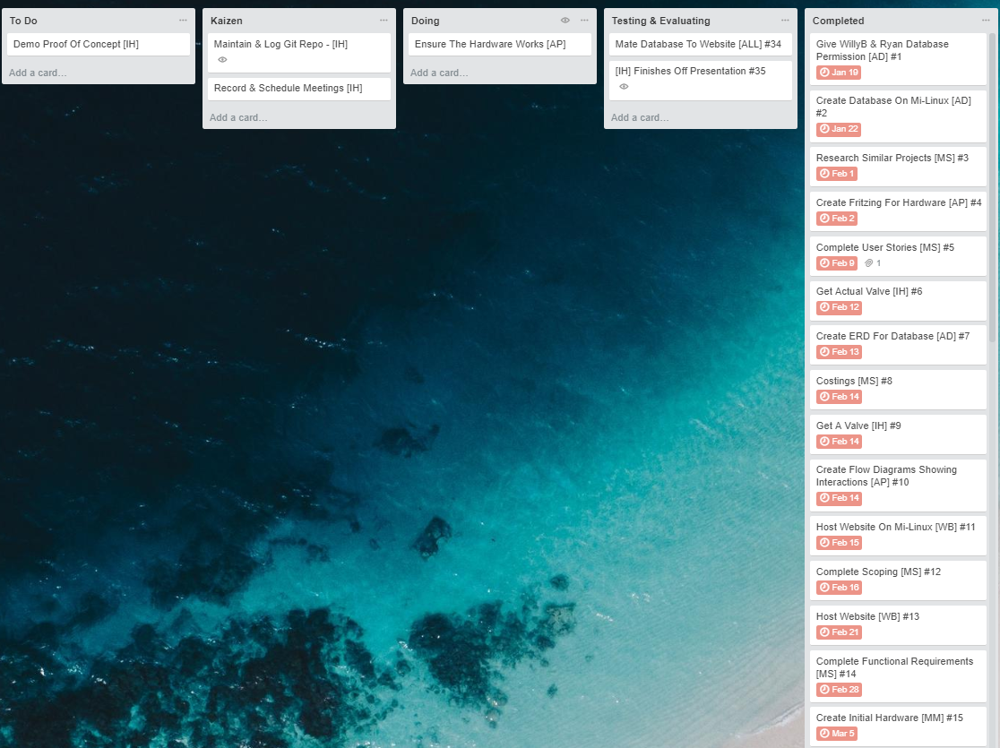 To Do
Demo Proof Of Concept [IH]
Add a card...
Kaizen
Maintain & Log Git Repo - [IH]
Record & Schedule Meetings [IH]
Add a card...
Doing
Ensure The Hardware Works [AP]
Add a card...
Testing & Evaluating
Mate Database To Website [ALL] #34
[IH] Finishes Off Presentation #35
Add a card...
Completed
Give WillyB & Ryan Database
Permission [AD] #1
Jan 19
Create Database On Mi-Linux [AD]
#2
Jan 22
Research Similar Projects [MS] #3
Feb 1
Create Fritzing For Hardware [AP] #4
Feb 2
Complete User Stories [MS] #5
Feb 9 1
Get Actual Valve [IH] #6
Feb 12
Create ERD For Database [AD] #7
Feb 13
Costings [MS] #8
Feb 14
Get A Valve [IH] #9
Feb 14
Create Flow Diagrams Showing
Interactions [AP] #10
Feb 14
Host Website On Mi-Linux [WB] #11
Feb 15
Complete Scoping [MS] #12
Feb 16
Host Website [WB] #13
Feb 21
Complete Functional Requirements
[MS] #14
Feb 28
Create Initial Hardware [MM] #15
Mar 5